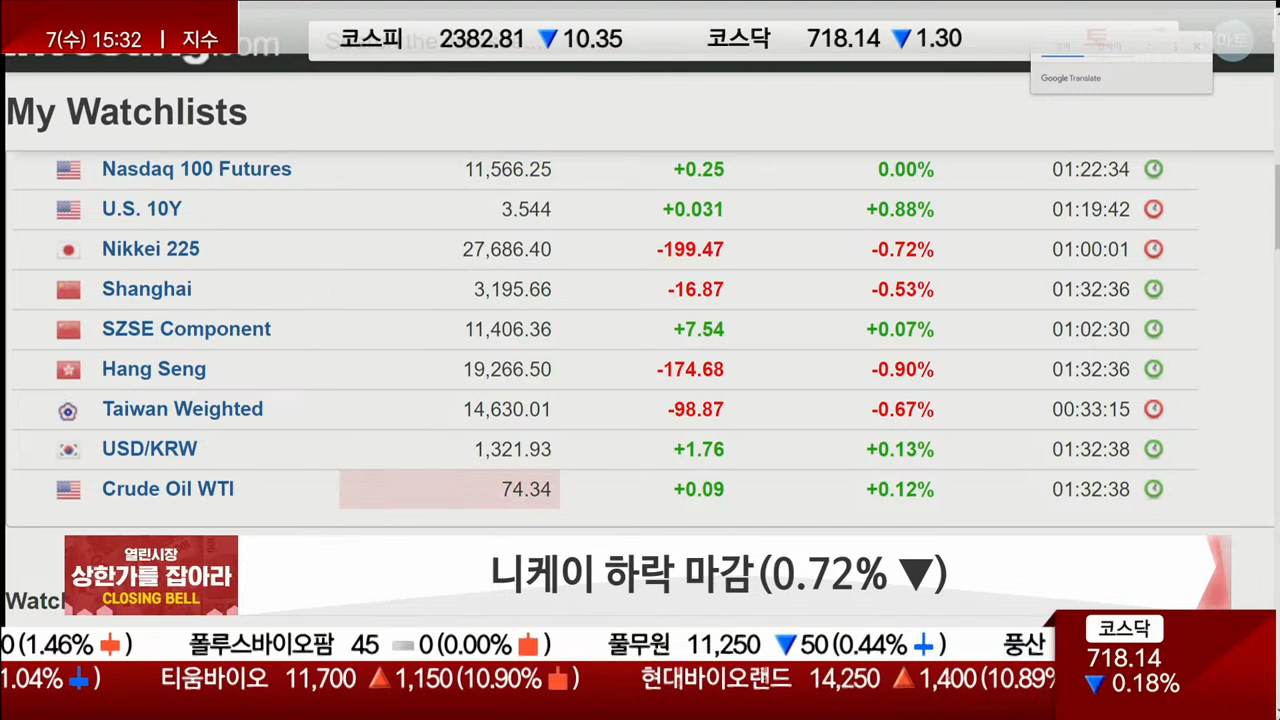 7(수) 15:32 | 지수
코스피 2382.81 ▼10.35 코스닥 718.14 ▼1.30
Google Translate
My Watchlists
Nasdaq 100 Futures 11,566.25 +0.25 0.00% 01:22:34
U.S. 10Y 3.544 +0.031 +0.88% 01:19:42
Nikkei 225 27,686.40 -199.47 -0.72% 01:00:01
Shanghai 3,195.66 -16.87 -0.53% 01:32:36
SZSE Component 11,406.36 +7.54 +0.07% 01:02:30
Hang Seng 19,266.50 -174.68 -0.90% 01:32:36
Taiwan Weighted 14,630.01 -98.87 -0.67% 00:33:15
USD/KRW 1,321.93 +1.76 +0.13% 01:32:38
Crude Oil WTI 74.34 +0.09 +0.12% 01:32:38
열린시장
상한가를 잡아라
CLOSING BELL
니케이 하락 마감(0.72% ▼)
0(1.46% ) 폴루스바이오팜 45 0(0.00% ) 풀무원 11,250 ▼50(0.44% ) 풍산
1.04% ) 티움바이오 11,700 ▲1,150(10.90% ) 현대바이오랜드 14,250 ▲1,400(10.89%
코스닥
718.14
▼ 0.18%